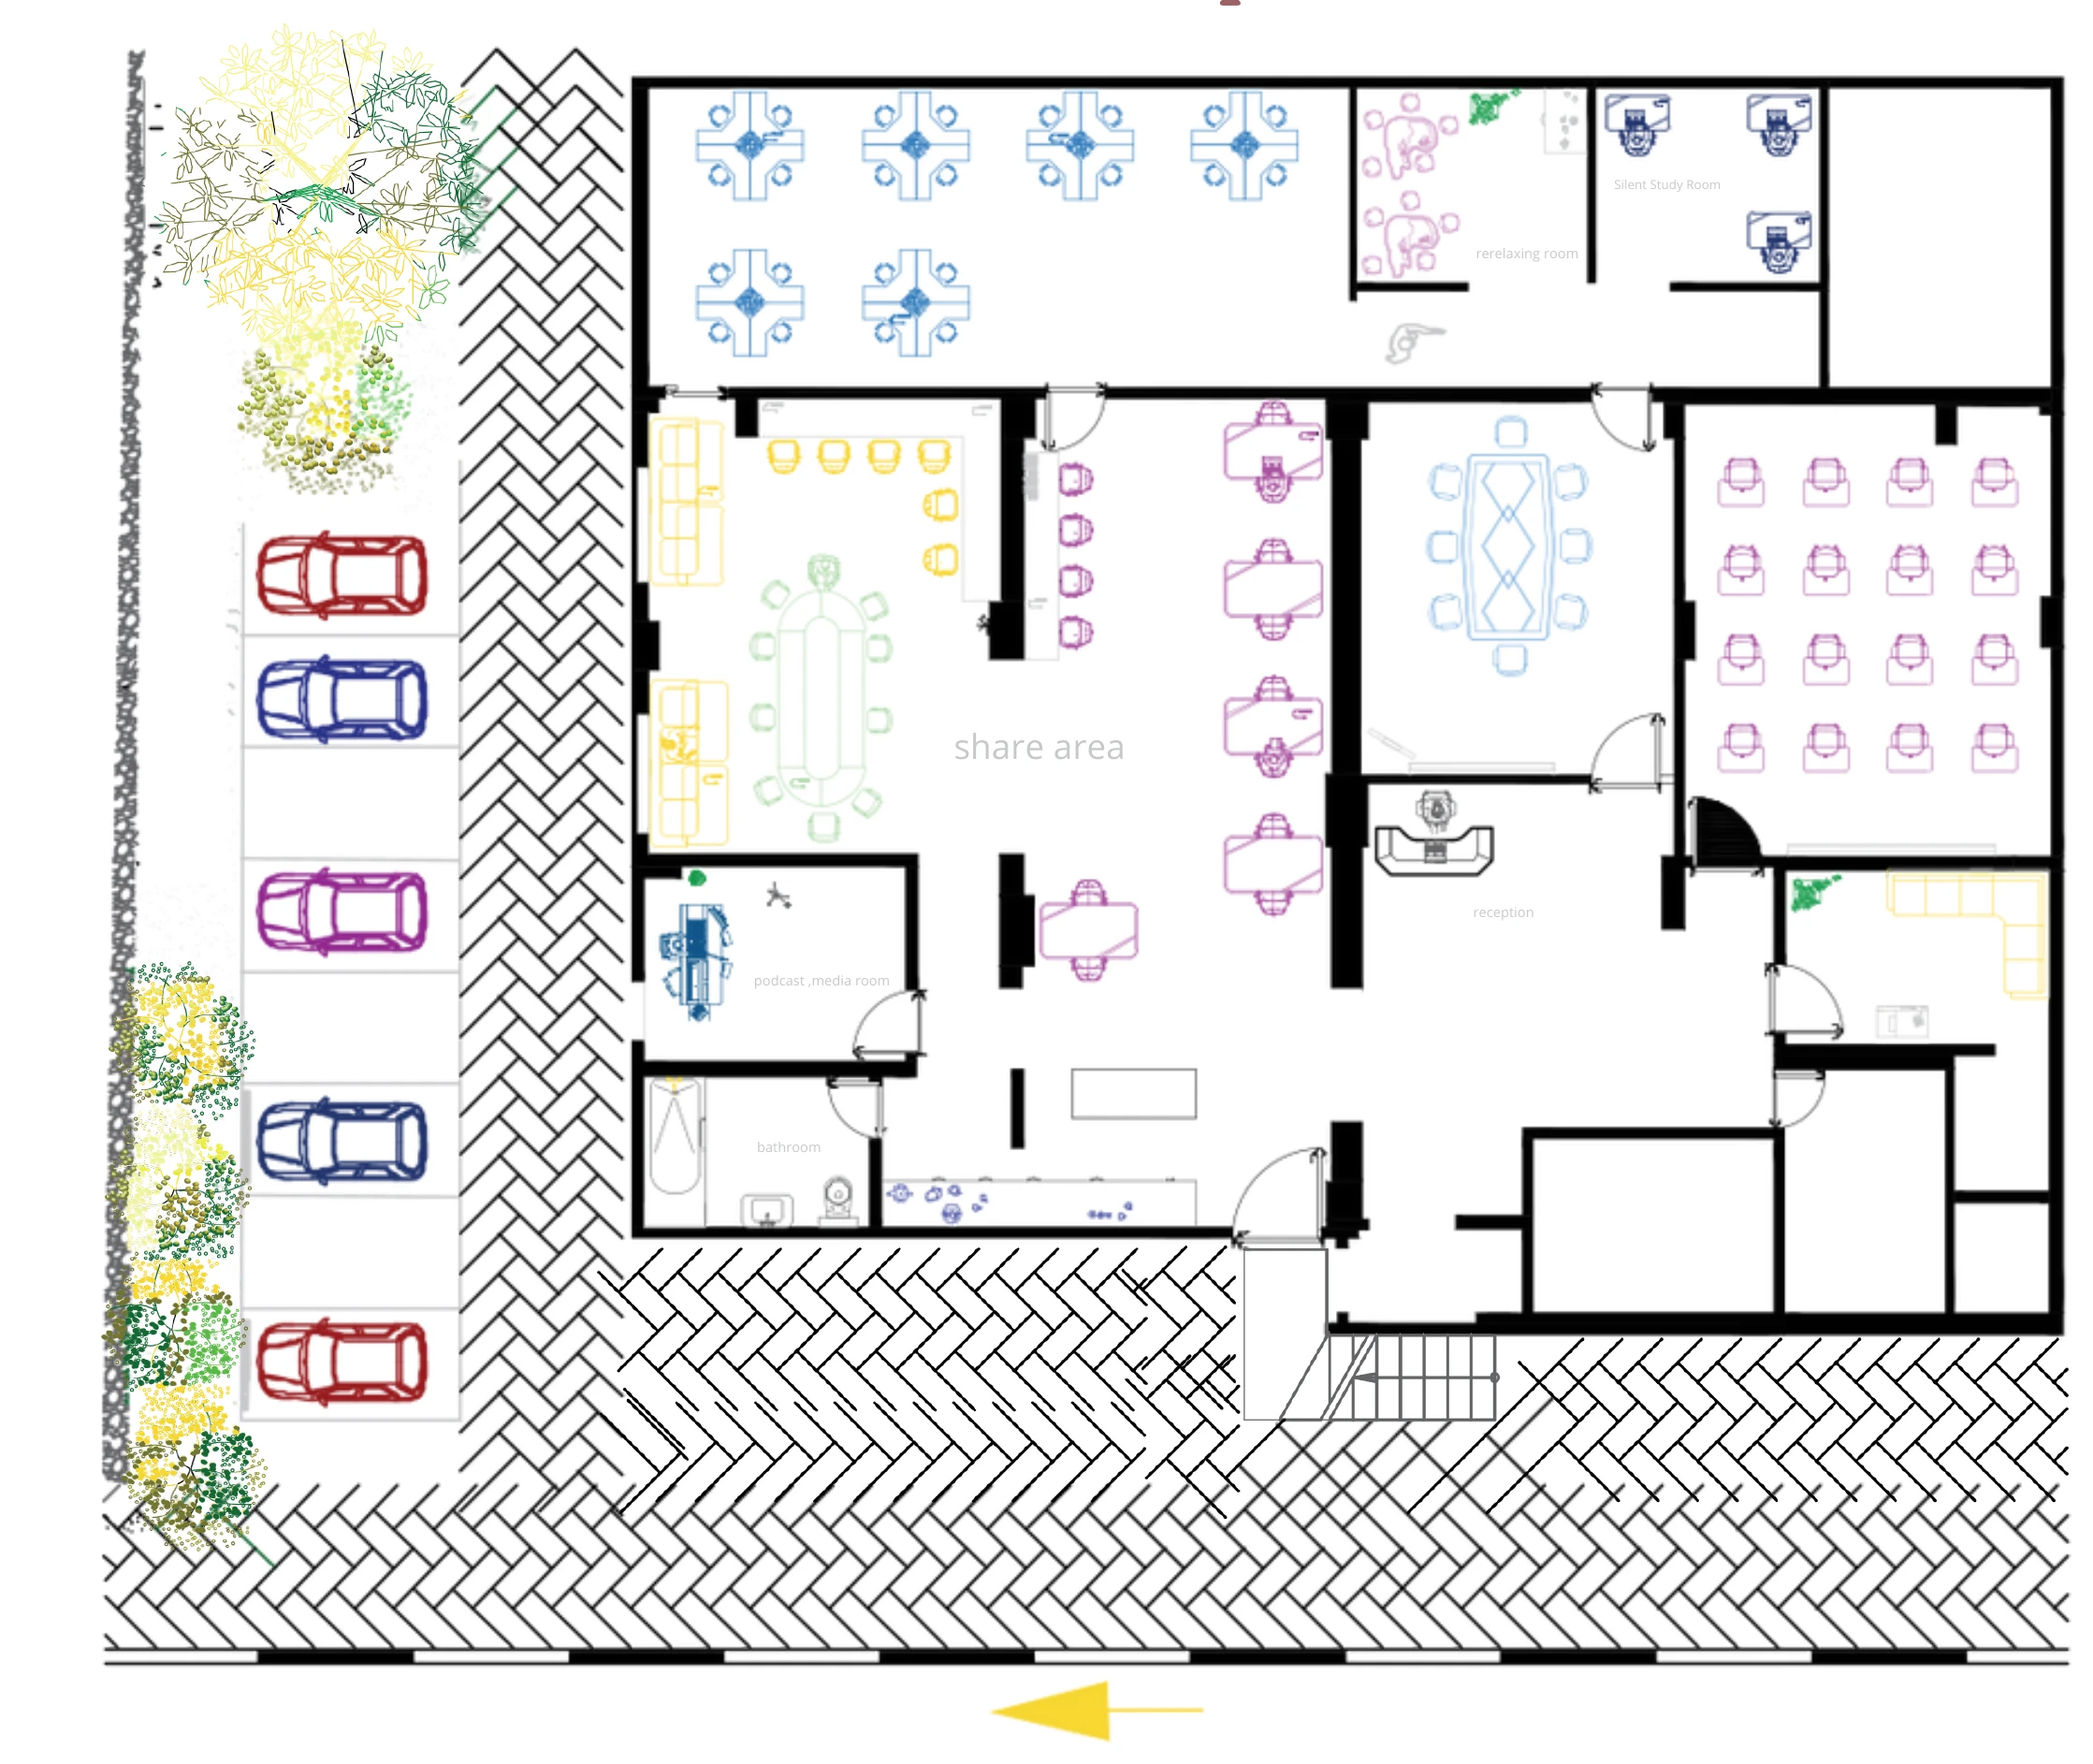 Silent Study Room
rerelaxing room
share area
reception
podcast ,media room
bathroom